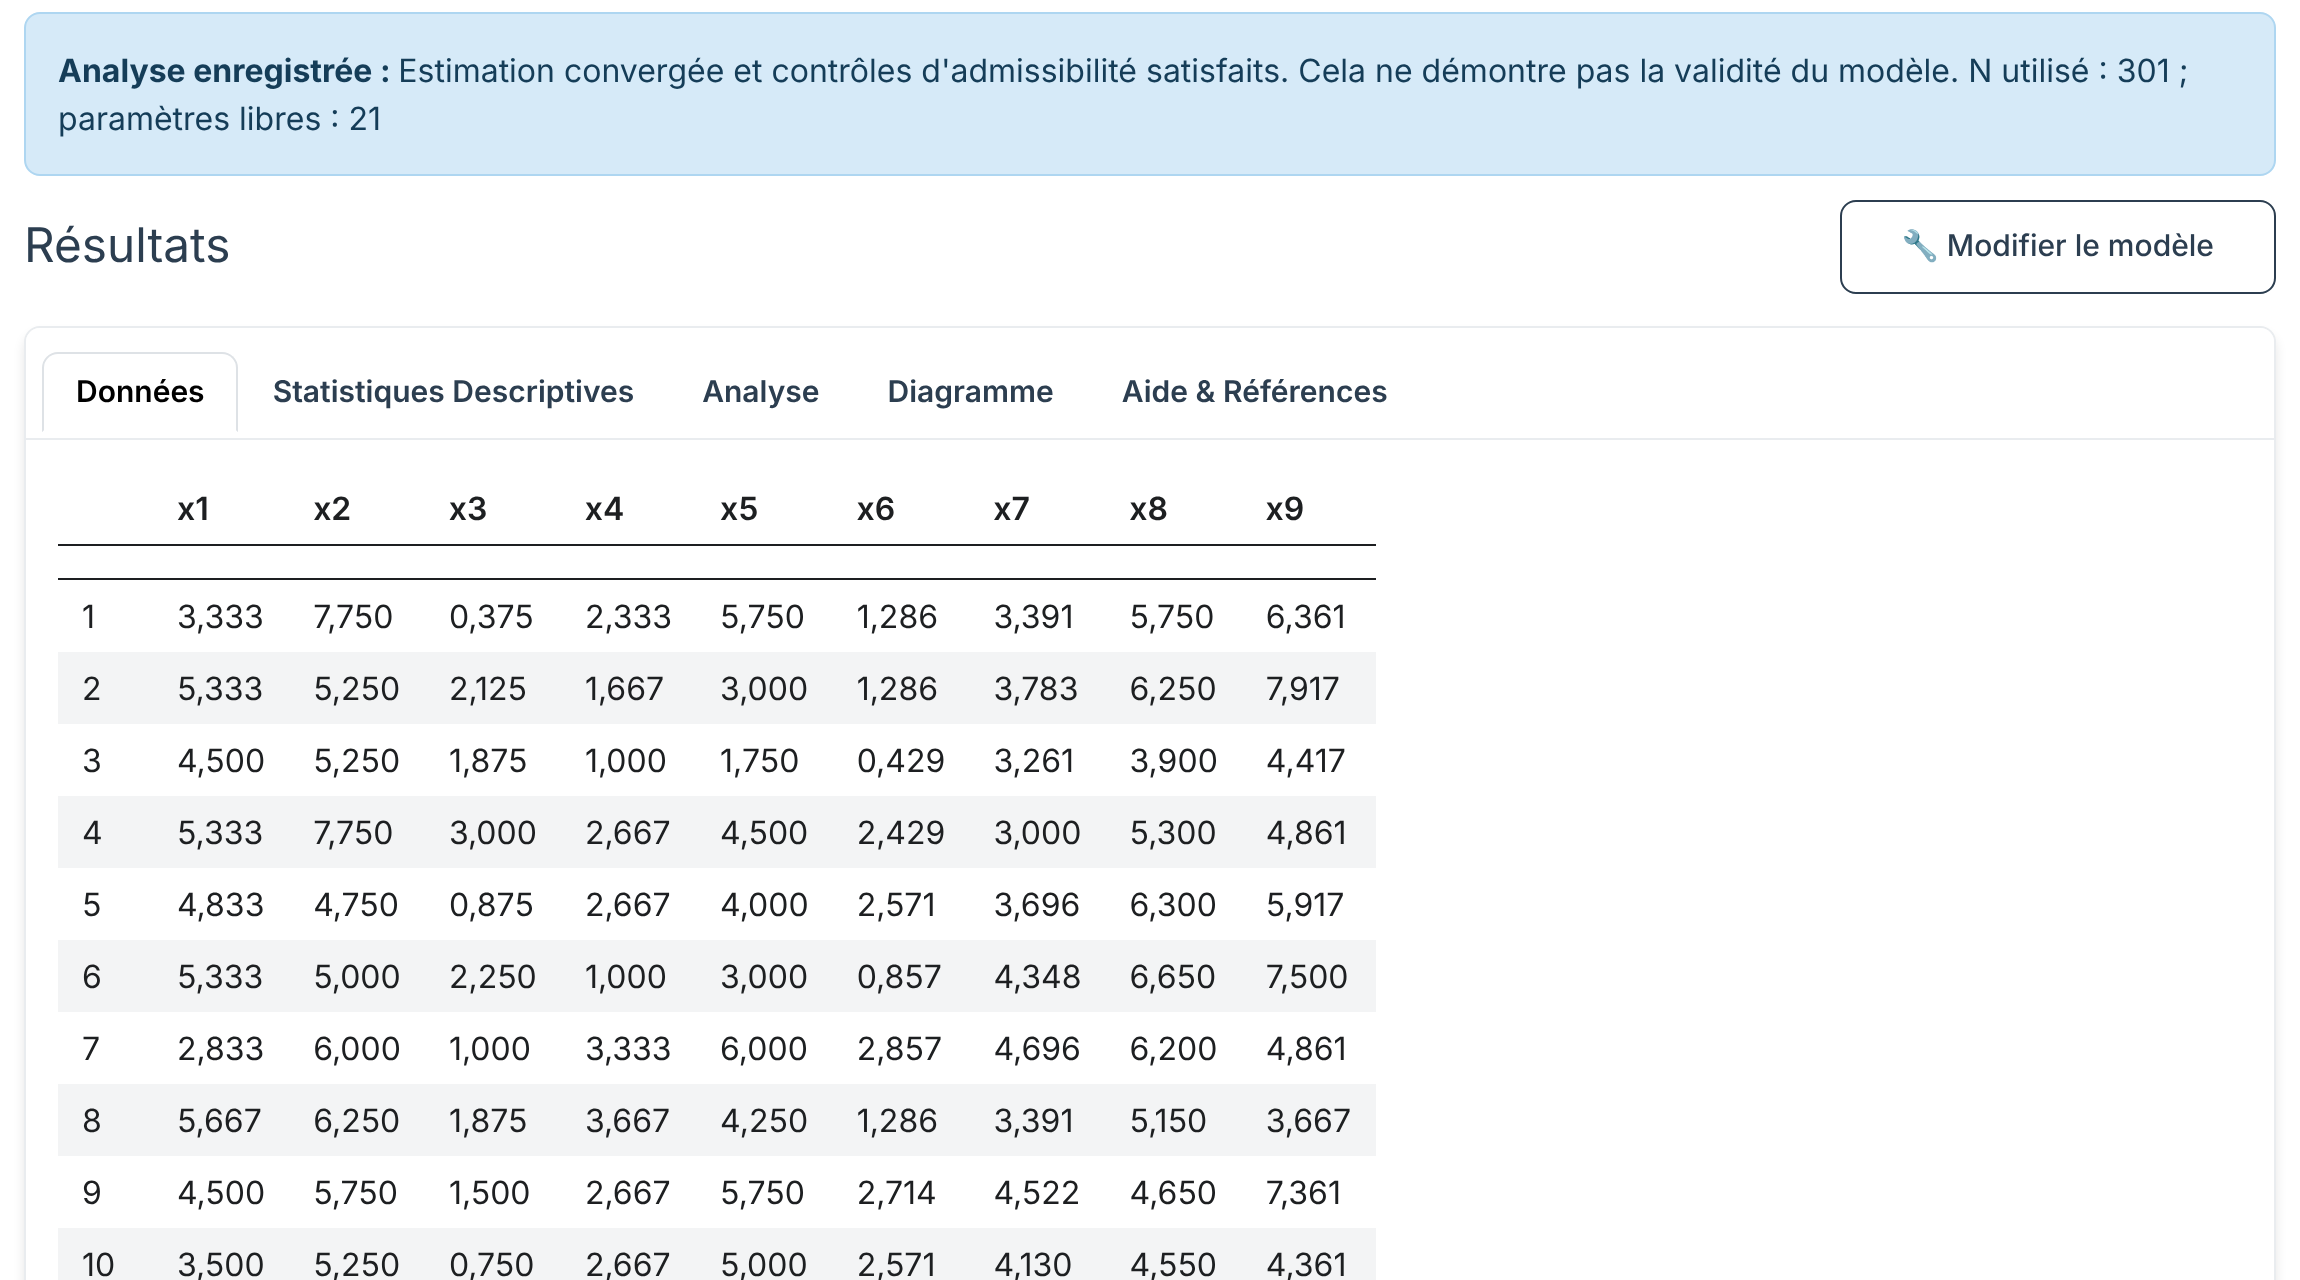 Analyse enregistrée : Estimation convergée et contrôles d'admissibilité satisfaits. Cela ne démontre pas la validité du modèle. N utilisé : 301 ;
paramètres libres : 21
Résultats
🔧 Modifier le modèle
Données Statistiques Descriptives Analyse Diagramme Aide & Références
x1 x2 x3 x4 x5 x6 x7 x8 x9
1 3,333 7,750 0,375 2,333 5,750 1,286 3,391 5,750 6,361
2 5,333 5,250 2,125 1,667 3,000 1,286 3,783 6,250 7,917
3 4,500 5,250 1,875 1,000 1,750 0,429 3,261 3,900 4,417
4 5,333 7,750 3,000 2,667 4,500 2,429 3,000 5,300 4,861
5 4,833 4,750 0,875 2,667 4,000 2,571 3,696 6,300 5,917
6 5,333 5,000 2,250 1,000 3,000 0,857 4,348 6,650 7,500
7 2,833 6,000 1,000 3,333 6,000 2,857 4,696 6,200 4,861
8 5,667 6,250 1,875 3,667 4,250 1,286 3,391 5,150 3,667
9 4,500 5,750 1,500 2,667 5,750 2,714 4,522 4,650 7,361
10 3,500 5,250 0,750 2,667 5,000 2,571 4,130 4,550 4,361